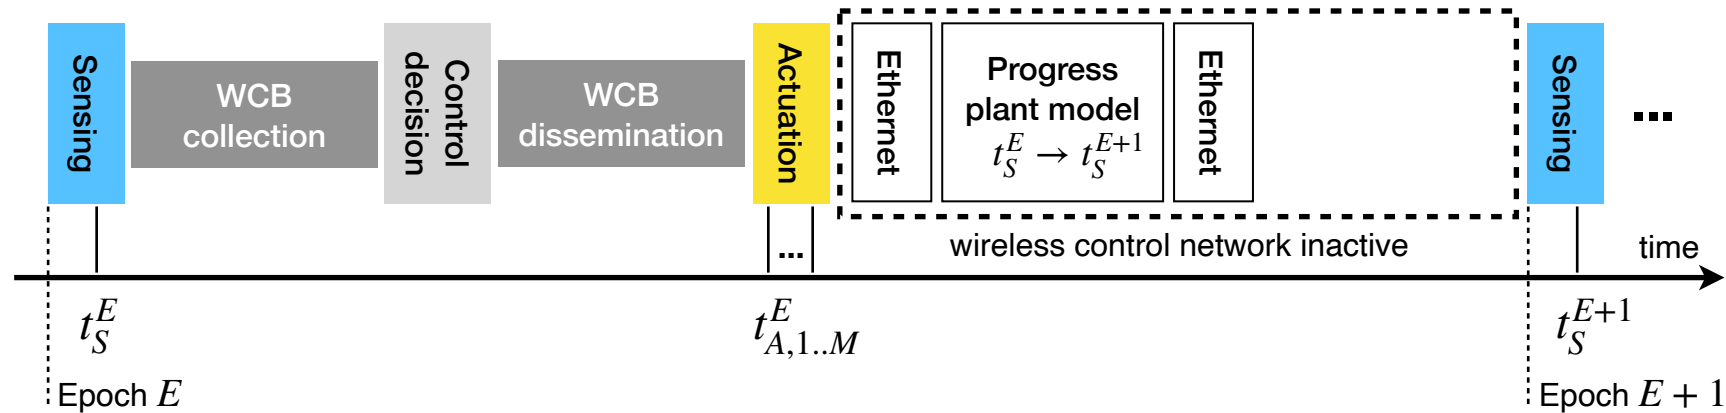 Sensing
WCB
collection
Control
decision
WCB
dissemination
Actuation
...
Ethernet
Progress
plant model
$t_S^E \rightarrow t_S^{E+1}$
Ethernet
wireless control network inactive
Sensing
...
time
$t_S^E$
$t_{A,1..M}^E$
$t_S^{E+1}$
Epoch $E$
Epoch $E+1$